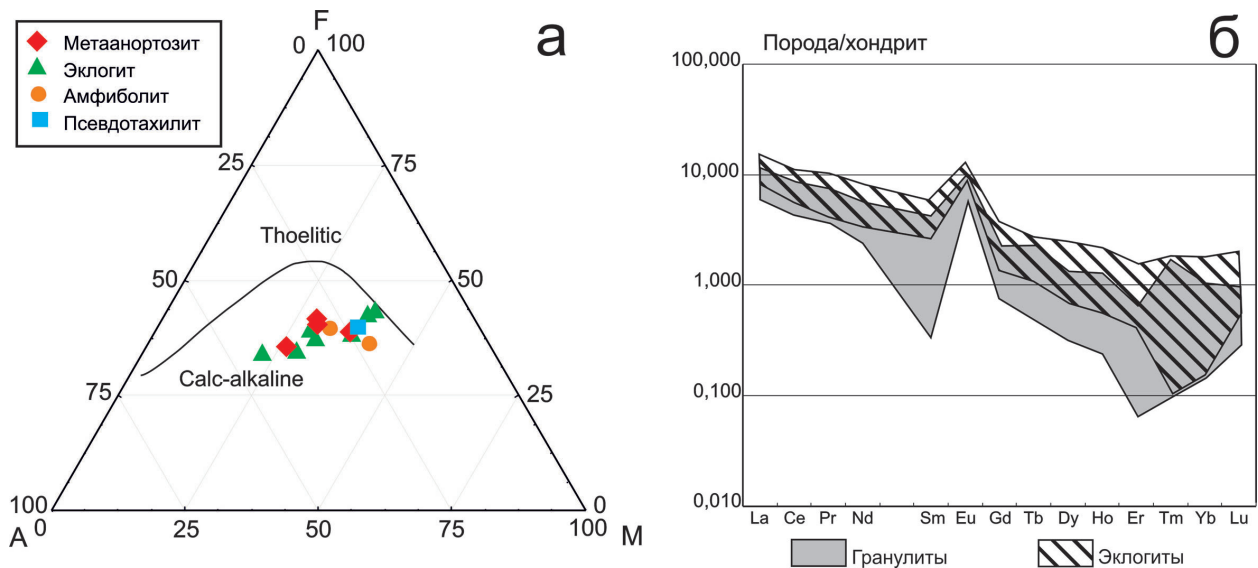 а
F
0 100
Метаанортозит
Эклогит
Амфиболит
Псевдотахилит
25 75
Thoelitic
50 50
Calc-alkaline
75 25
100 0
A 0 25 50 75 100 M
б
Порода/хондрит
100,000
10,000
1,000
0,100
0,010
La Ce Pr Nd Sm Eu Gd Tb Dy Ho Er Tm Yb Lu
Гранулиты Эклогиты